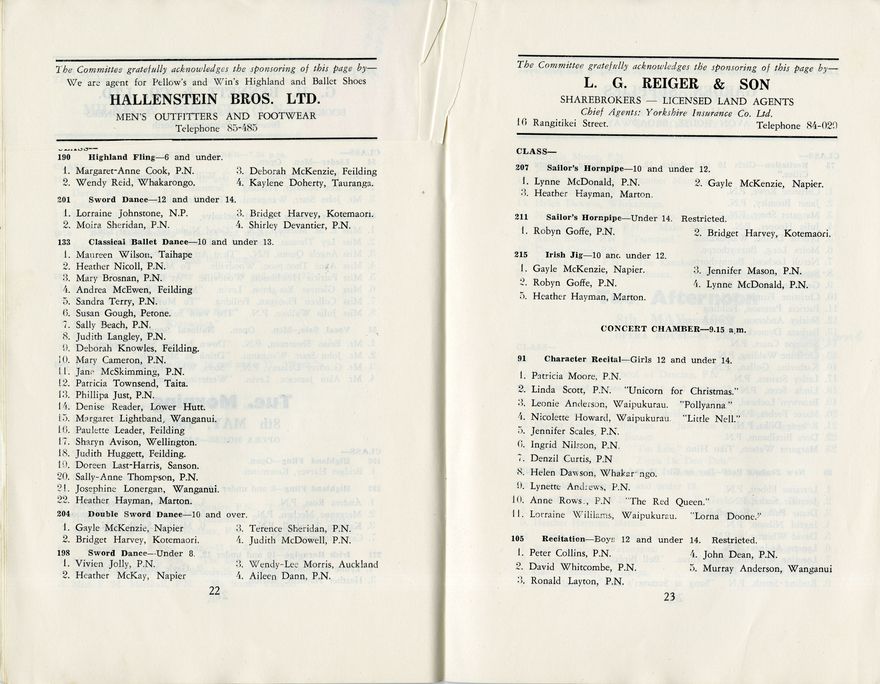 The Committee gratefully acknowledges the sponsoring of this page by—
We are agent for Pellow's and Win's Highland and Ballet Shoes
HALLENSTEIN BROS. LTD.
MEN'S OUTFITTERS AND FOOTWEAR
Telephone 85-485
190 Highland Fling—6 and under.
1. Margaret-Anne Cook, P.N. 3. Deborah McKenzie, Feilding
2. Wendy Reid, Whakarongo. 4. Kaylene Doherty, Tauranga.
201 Sword Dance—12 and under 14.
1. Lorraine Johnstone, N.P. 3. Bridget Harvey, Kotemaori.
2. Moira Sheridan, P.N. 4. Shirley Devantier, P.N.
133 Classical Ballet Dance—10 and under 13.
1. Maureen Wilson, Taihape
2. Heather Nicoll, P.N.
3. Mary Brosnan, P.N.
4. Andrea McEwen, Feilding
5. Sandra Terry, P.N.
6. Susan Gough, Petone.
7. Sally Beach, P.N.
8. Judith Langley, P.N.
9. Deborah Knowles, Feilding.
10. Mary Cameron, P.N.
11. Jane McSkimming, P.N.
12. Patricia Townsend, Taita.
13. Phillipa Just, P.N.
14. Denise Reader, Lower Hutt.
15. Margaret Lightband, Wanganui.
16. Paulette Leader, Feilding
17. Sharyn Avison, Wellington.
18. Judith Huggett, Feilding.
19. Doreen Last-Harris, Sanson.
20. Sally-Anne Thompson, P.N.
21. Josephine Lonergan, Wanganui.
22. Heather Hayman, Marton.
204 Double Sword Dance—10 and over.
1. Gayle McKenzie, Napier 3. Terence Sheridan, P.N.
2. Bridget Harvey, Kotemaori. 4. Judith McDowell, P.N.
198 Sword Dance—Under 8.
1. Vivien Jolly, P.N. 3. Wendy-Lee Morris, Auckland
2. Heather McKay, Napier 4. Aileen Dann, P.N.
22
The Committee gratefully acknowledges the sponsoring of this page by—
L. G. REIGER & SON
SHAREBROKERS — LICENSED LAND AGENTS
Chief Agents: Yorkshire Insurance Co. Ltd.
16 Rangitikei Street. Telephone 84-029
CLASS—
207 Sailor's Hornpipe—10 and under 12.
1. Lynne McDonald, P.N. 2. Gayle McKenzie, Napier.
3. Heather Hayman, Marton.
211 Sailor's Hornpipe—Under 14. Restricted.
1. Robyn Goffe, P.N. 2. Bridget Harvey, Kotemaori.
215 Irish Jig—10 and under 12.
1. Gayle McKenzie, Napier. 3. Jennifer Mason, P.N.
2. Robyn Goffe, P.N. 4. Lynne McDonald, P.N.
5. Heather Hayman, Marton.
CONCERT CHAMBER—9.15 a.m.
91 Character Recital—Girls 12 and under 14.
1. Patricia Moore, P.N.
2. Linda Scott, P.N. "Unicorn for Christmas."
3. Leonie Anderson, Waipukurau. "Pollyanna"
4. Nicolette Howard, Waipukurau. "Little Nell."
5. Jennifer Scales, P.N.
6. Ingrid Nilsson, P.N.
7. Denzil Curtis, P.N
8. Helen Dawson, Whakar ngo.
9. Lynette Andrews, P.N.
10. Anne Rows., P.N "The Red Queen."
11. Lorraine Wililams, Waipukurau. "Lorna Doone."
105 Recitation—Boys 12 and under 14. Restricted.
1. Peter Collins, P.N. 4. John Dean, P.N.
2. David Whitcombe, P.N. 5. Murray Anderson, Wanganui
3. Ronald Layton, P.N.
23